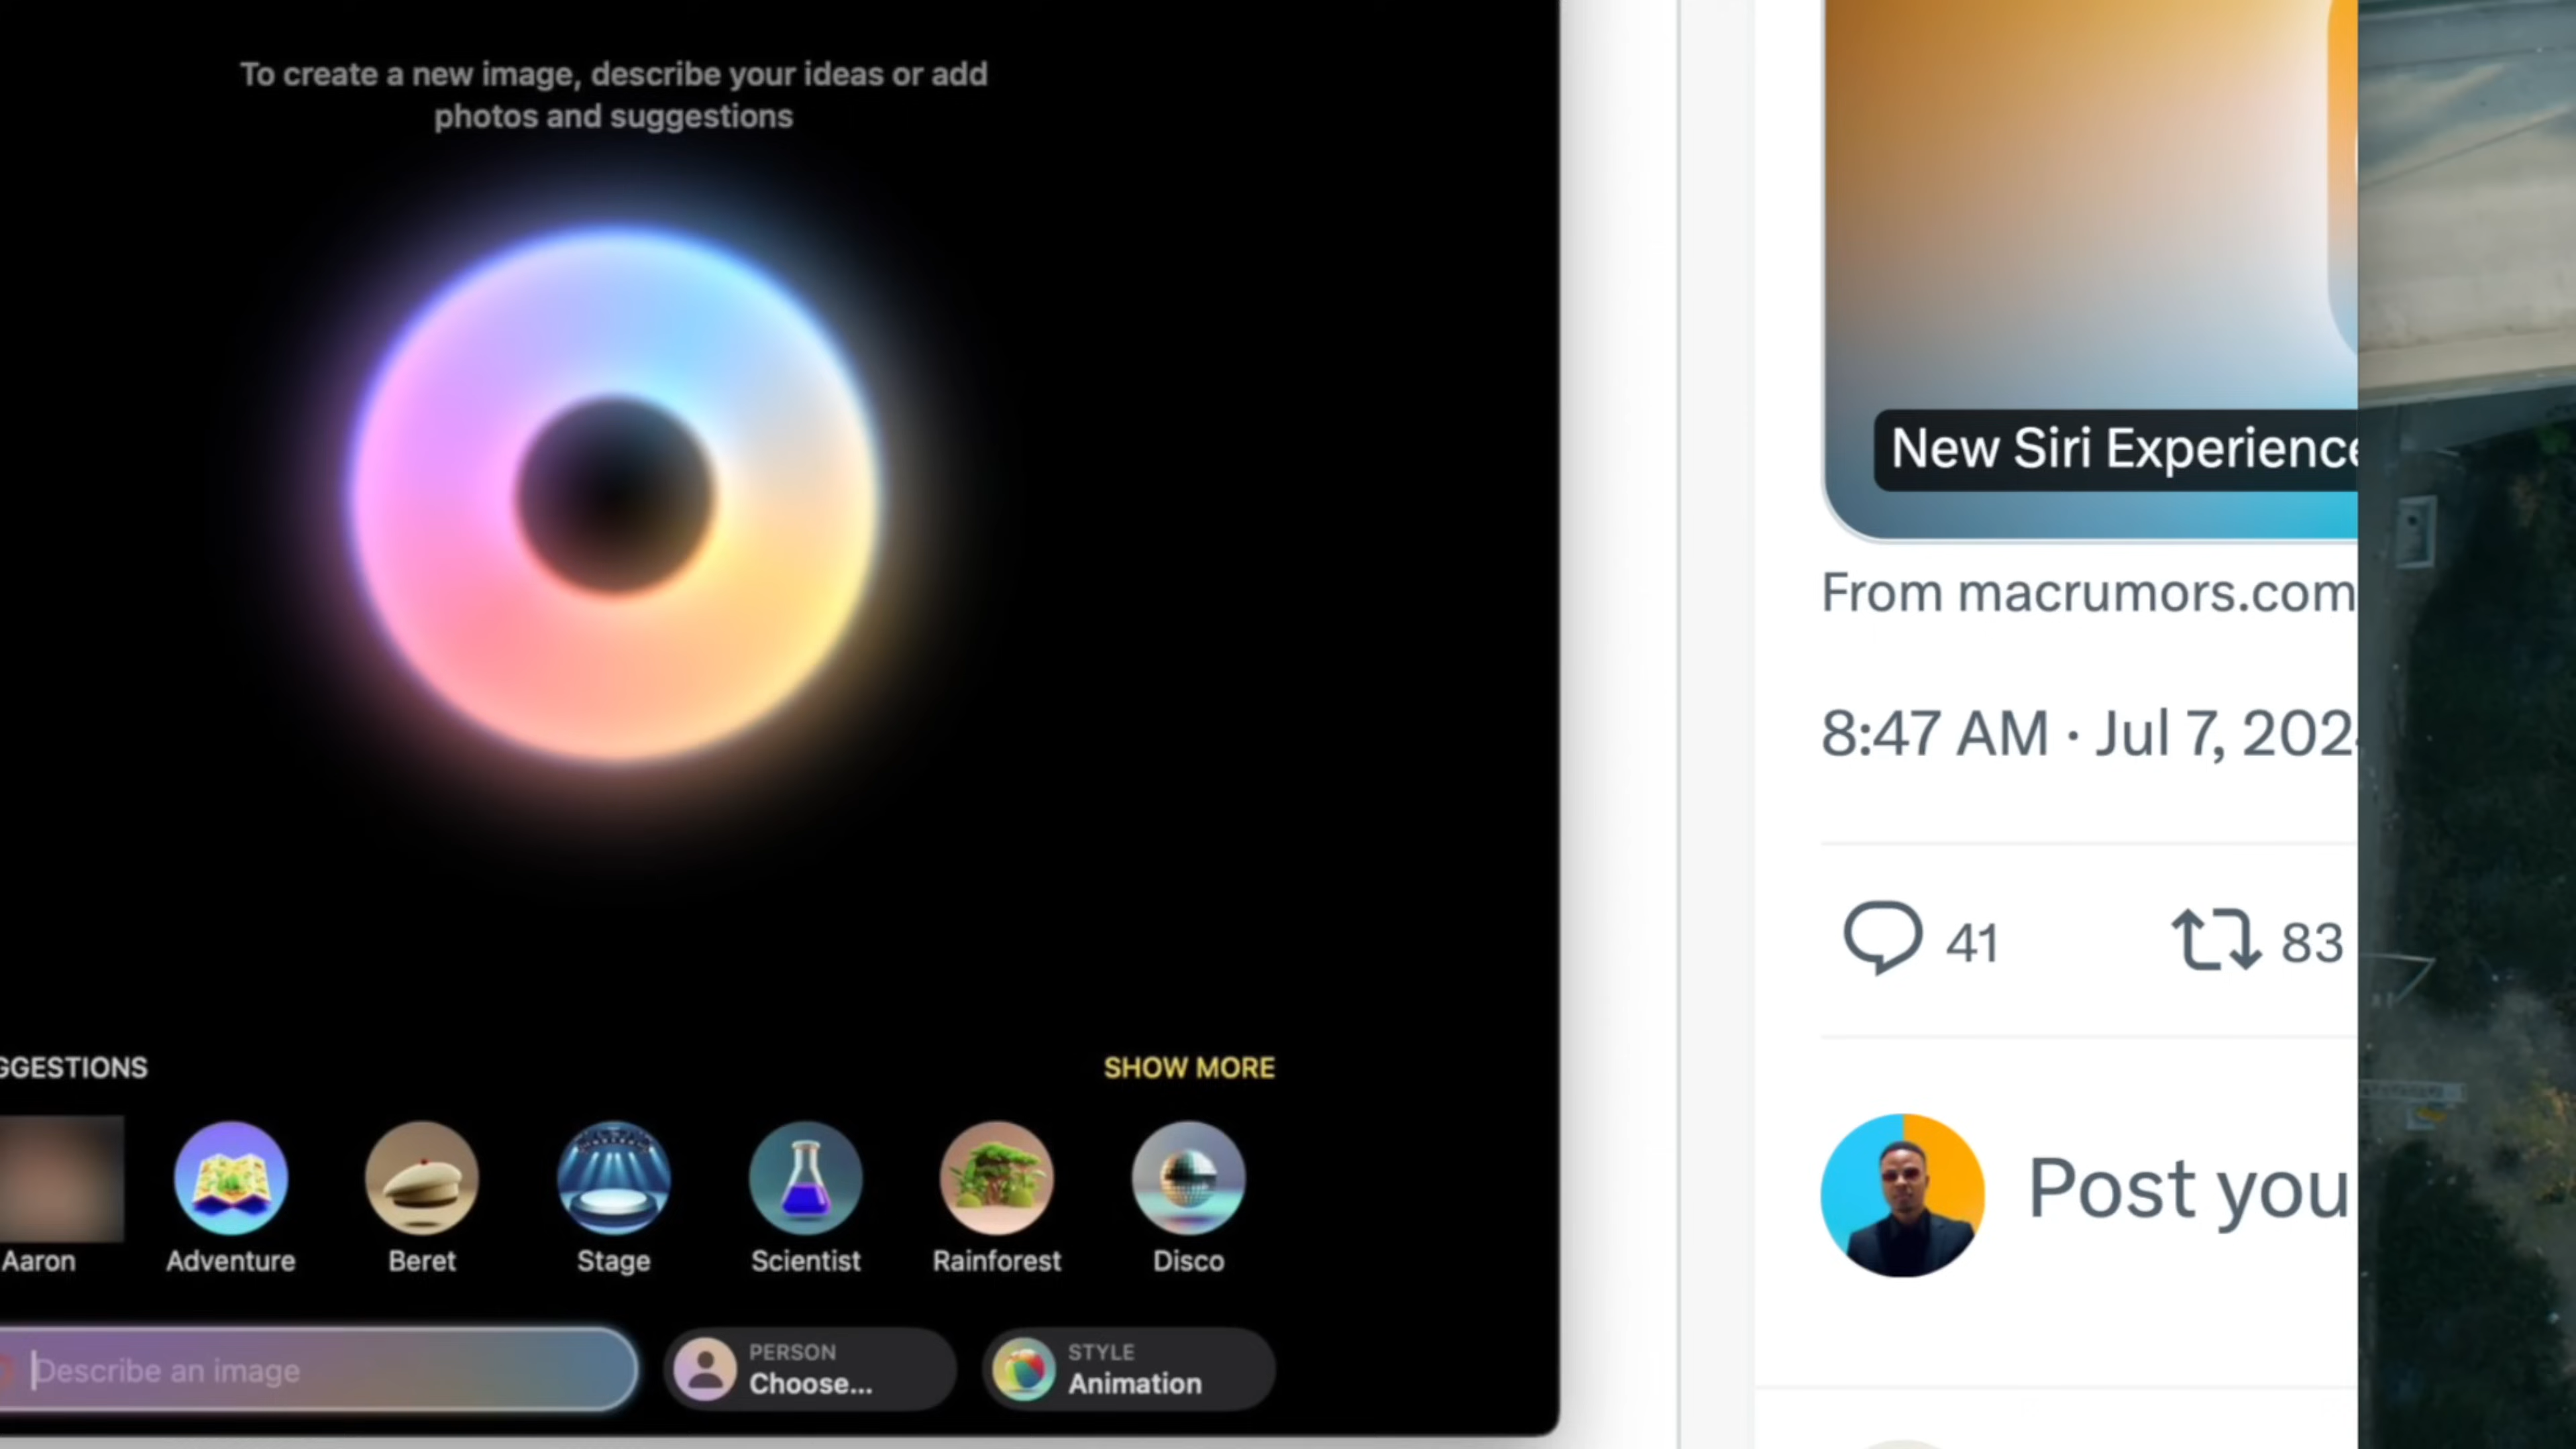 To create a new image, describe your ideas or add
photos and suggestions
GGESTIONS
SHOW MORE
Aaron
Adventure
Beret
Stage
Scientist
Rainforest
Disco
Describe an image
PERSON
Choose...
STYLE
Animation
New Siri Experience
From macrumors.com
8:47 AM · Jul 7, 202
41
83
Post you